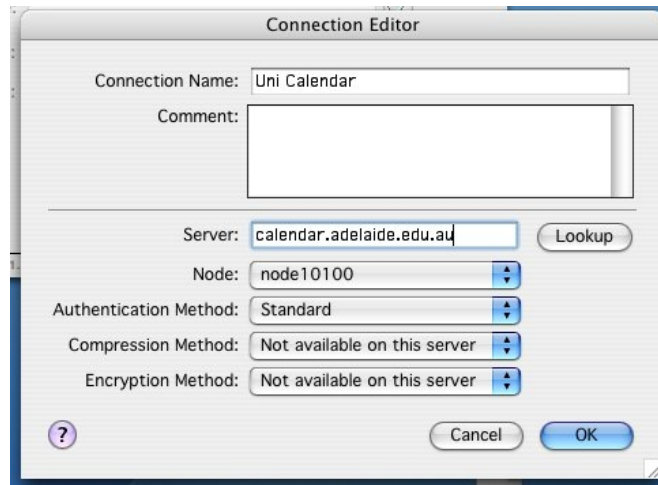 Connection Editor
Connection Name: Uni Calendar
Comment:
Server: calendar.adelaide.edu.au Lookup
Node: node10100
Authentication Method: Standard
Compression Method: Not available on this server
Encryption Method: Not available on this server
? Cancel OK